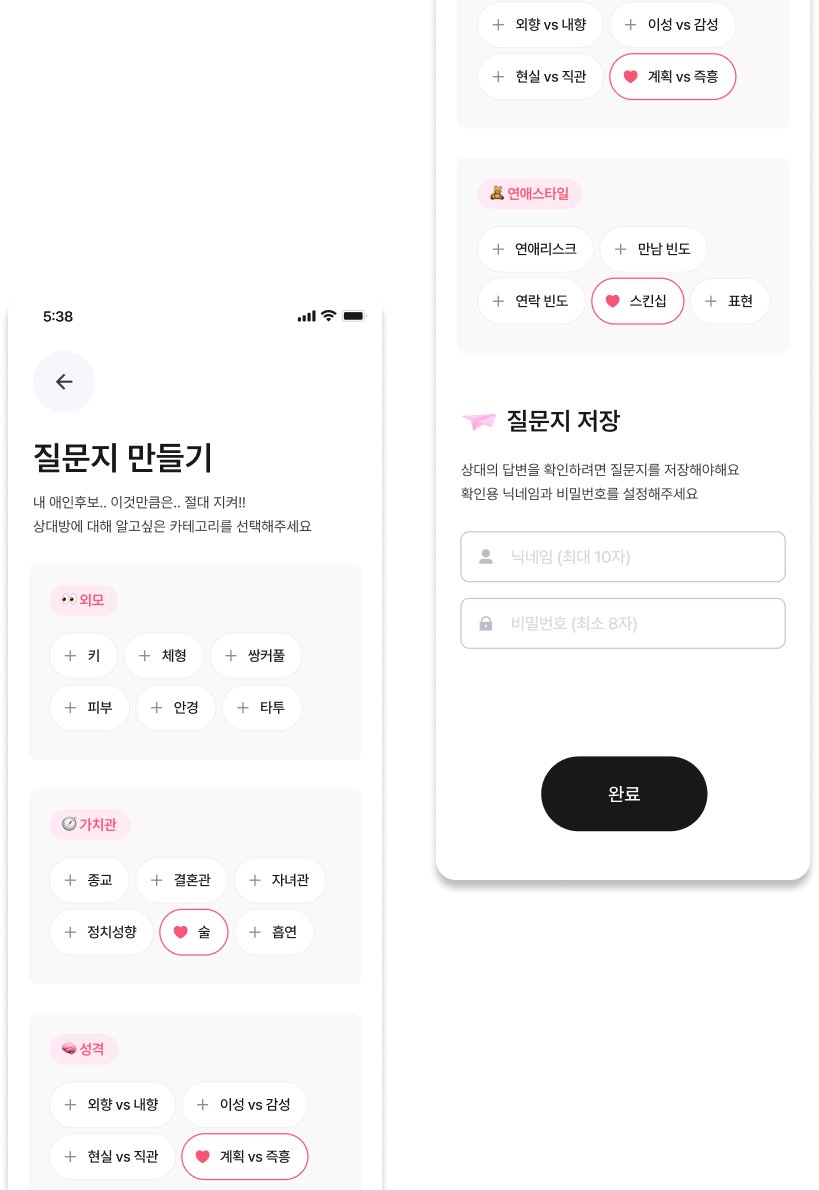 5:38
질문지 만들기
내 애인후보.. 이것만큼은.. 절대 지켜!!
상대방에 대해 알고싶은 카테고리를 선택해주세요
👀 외모
+ 키 + 체형 + 쌍커풀
+ 피부 + 안경 + 타투
가치관
+ 종교 + 결혼관 + 자녀관
+ 정치성향 술 + 흡연
🧠 성격
+ 외향 vs 내향 + 이성 vs 감성
+ 현실 vs 직관 계획 vs 즉흥
+ 외향 vs 내향 + 이성 vs 감성
+ 현실 vs 직관 계획 vs 즉흥
🧸 연애스타일
+ 연애리스크 + 만남 빈도
+ 연락 빈도 스킨십 + 표현
질문지 저장
상대의 답변을 확인하려면 질문지를 저장해야해요
확인용 닉네임과 비밀번호를 설정해주세요
닉네임 (최대 10자)
비밀번호 (최소 8자)
완료